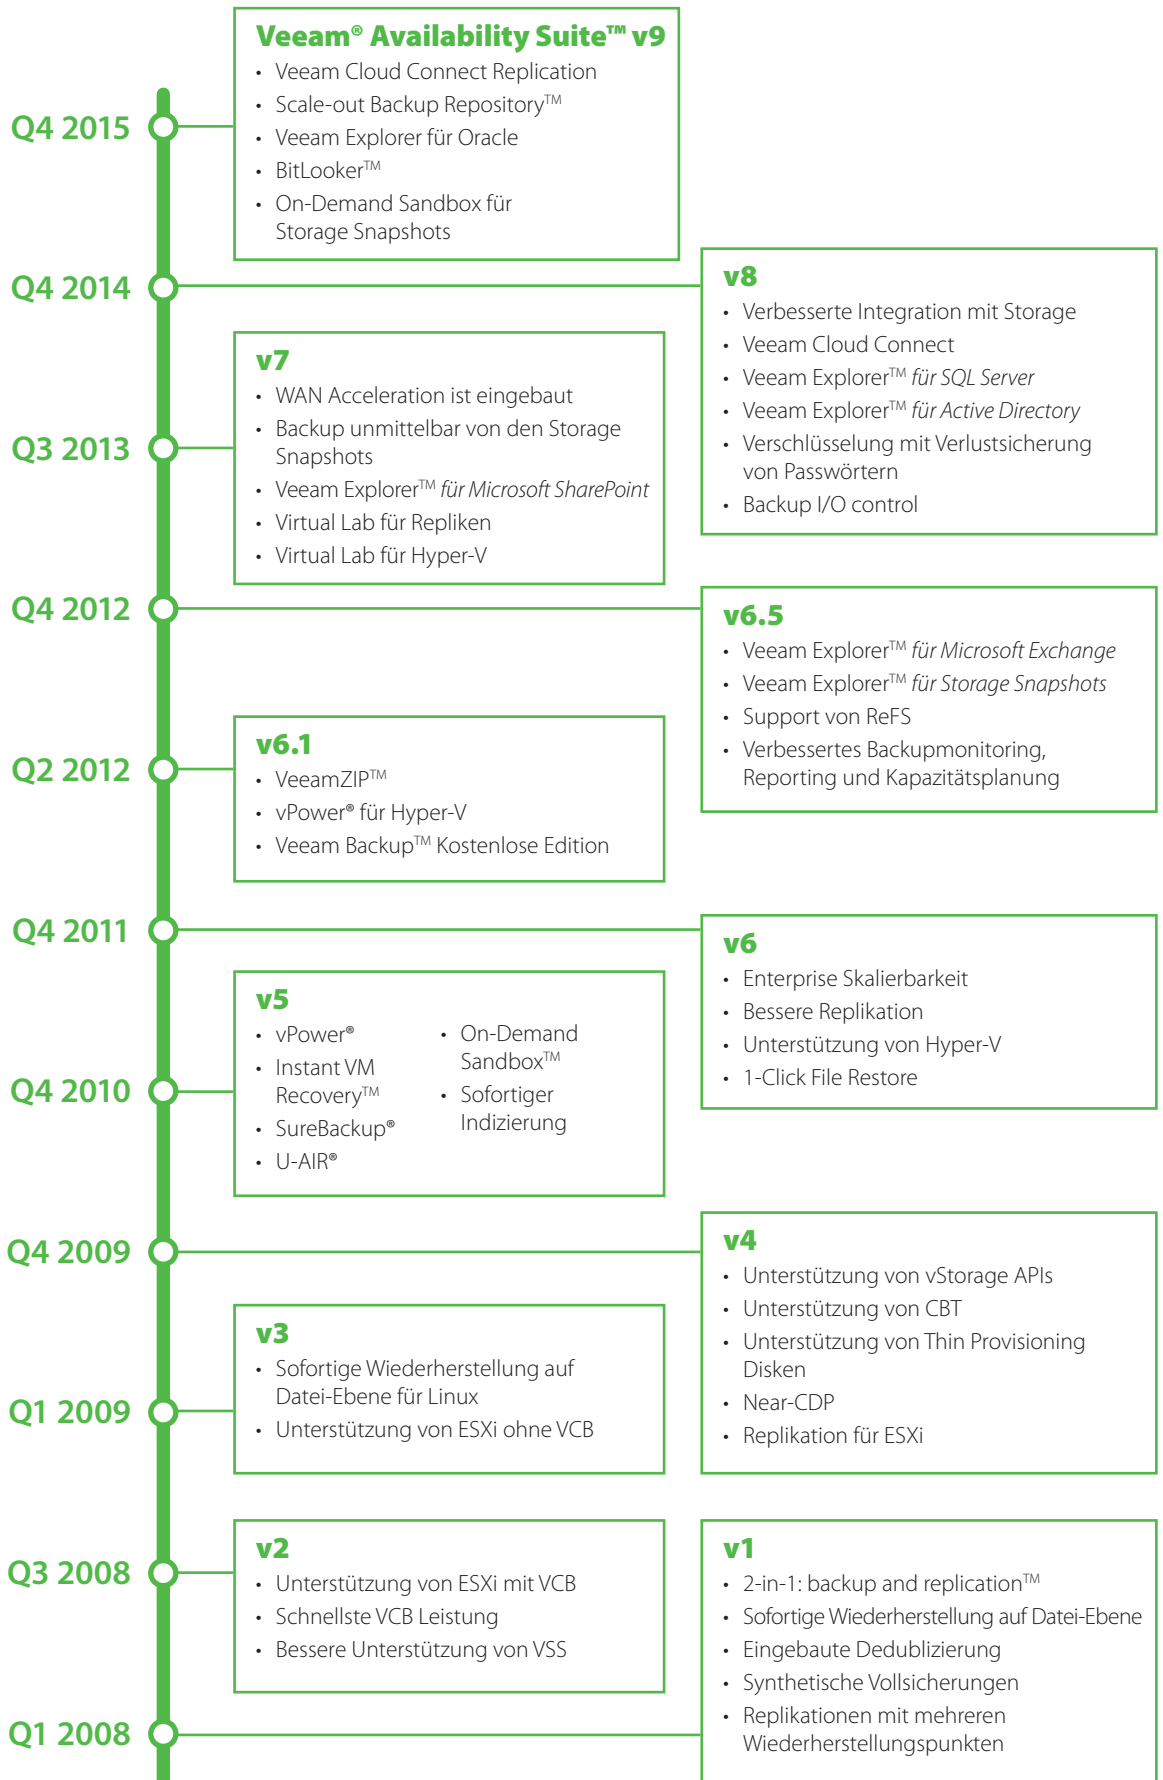 Veeam® Availability Suite™ v9
• Veeam Cloud Connect Replication
• Scale-out Backup Repository™
• Veeam Explorer für Oracle
• BitLooker™
• On-Demand Sandbox für
Storage Snapshots
Q4 2015
Q4 2014
v8
• Verbesserte Integration mit Storage
• Veeam Cloud Connect
• Veeam Explorer™ für SQL Server
• Veeam Explorer™ für Active Directory
• Verschlüsselung mit Verlustsicherung
von Passwörtern
• Backup I/O control
v7
• WAN Acceleration ist eingebaut
• Backup unmittelbar von den Storage
Snapshots
• Veeam Explorer™ für Microsoft SharePoint
• Virtual Lab für Repliken
• Virtual Lab für Hyper-V
Q3 2013
Q4 2012
v6.5
• Veeam Explorer™ für Microsoft Exchange
• Veeam Explorer™ für Storage Snapshots
• Support von ReFS
• Verbessertes Backupmonitoring,
Reporting und Kapazitätsplanung
v6.1
• VeeamZIP™
• vPower® für Hyper-V
• Veeam Backup™ Kostenlose Edition
Q2 2012
Q4 2011
v6
• Enterprise Skalierbarkeit
• Bessere Replikation
• Unterstützung von Hyper-V
• 1-Click File Restore
v5
• vPower®
• Instant VM
Recovery™
• SureBackup®
• U-AIR®
• On-Demand
Sandbox™
• Sofortiger
Indizierung
Q4 2010
Q4 2009
v4
• Unterstützung von vStorage APIs
• Unterstützung von CBT
• Unterstützung von Thin Provisioning
Disken
• Near-CDP
• Replikation für ESXi
v3
• Sofortige Wiederherstellung auf
Datei-Ebene für Linux
• Unterstützung von ESXi ohne VCB
Q1 2009
v2
• Unterstützung von ESXi mit VCB
• Schnellste VCB Leistung
• Bessere Unterstützung von VSS
Q3 2008
v1
• 2-in-1: backup and replication™
• Sofortige Wiederherstellung auf Datei-Ebene
• Eingebaute Dedublizierung
• Synthetische Vollsicherungen
• Replikationen mit mehreren
Wiederherstellungspunkten
Q1 2008